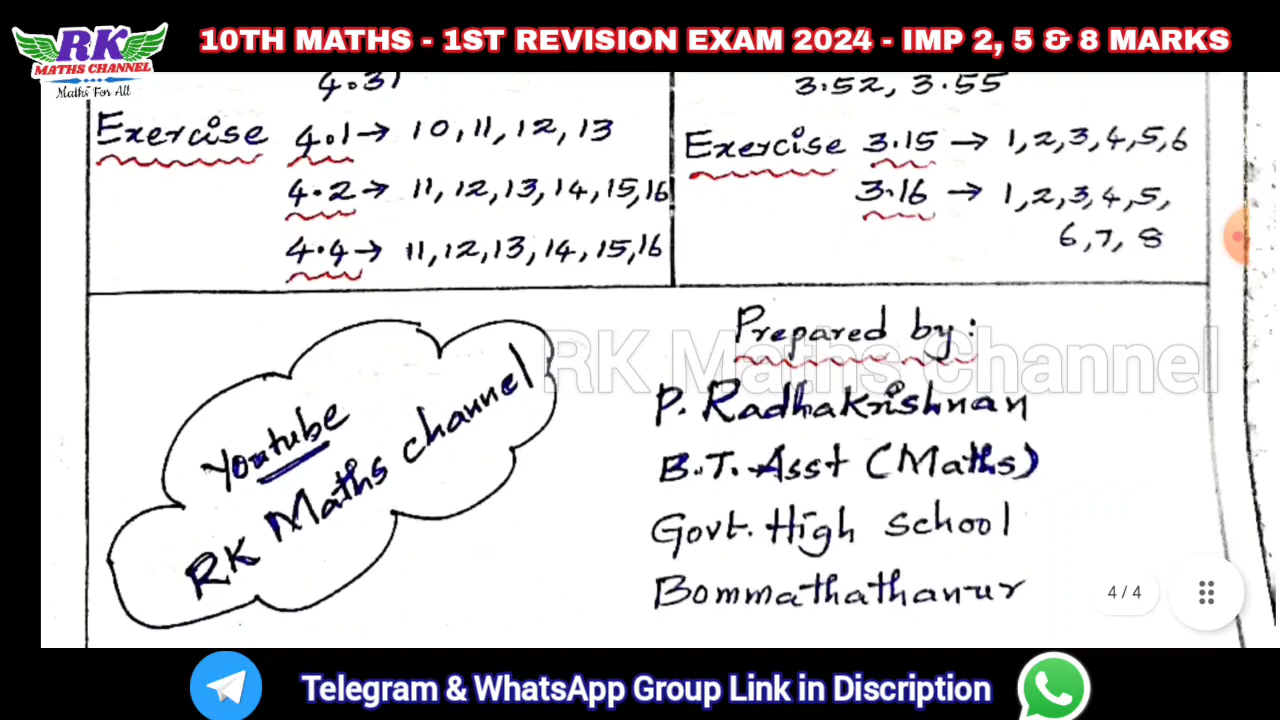 RK
MATHS CHANNEL
Maths For All
10TH MATHS - 1ST REVISION EXAM 2024 - IMP 2, 5 & 8 MARKS
4.31
Exercise 4.1 → 10, 11, 12, 13
4.2 → 11, 12, 13, 14, 15, 16
4.4 → 11, 12, 13, 14, 15, 16
3.52, 3.55
Exercise 3.15 → 1, 2, 3, 4, 5, 6
3.16 → 1, 2, 3, 4, 5,
6, 7, 8
Youtube
RK Maths channel
RK Maths Channel
Prepared by:
P. Radhakrishnan
B.T. Asst (Maths)
Govt. High School
Bommathathanur
4 / 4
Telegram & WhatsApp Group Link in Discription